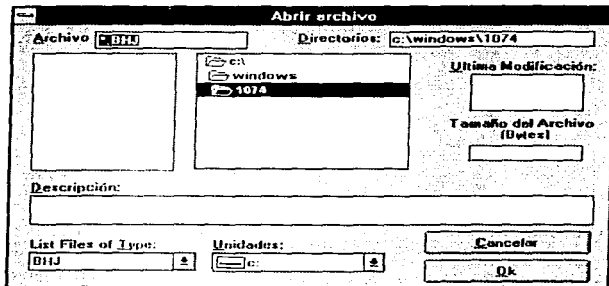 Abrir archivo
Archivo *.BHJ
Directorios: c:\windows\1074
c:\
windows
1074
Ultima Modificación:
Tamaño del Archivo
(Bytes)
Descripción:
List Files of Type:
BHJ
Unidades:
c:
Cancelar
Ok